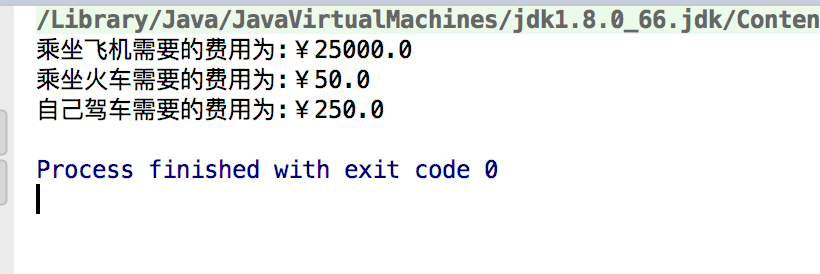 /Library/Java/JavaVirtualMachines/jdk1.8.0_66.jdk/Conten
乘坐飞机需要的费用为:￥25000.0
乘坐火车需要的费用为:￥50.0
自己驾车需要的费用为:￥250.0
Process finished with exit code 0